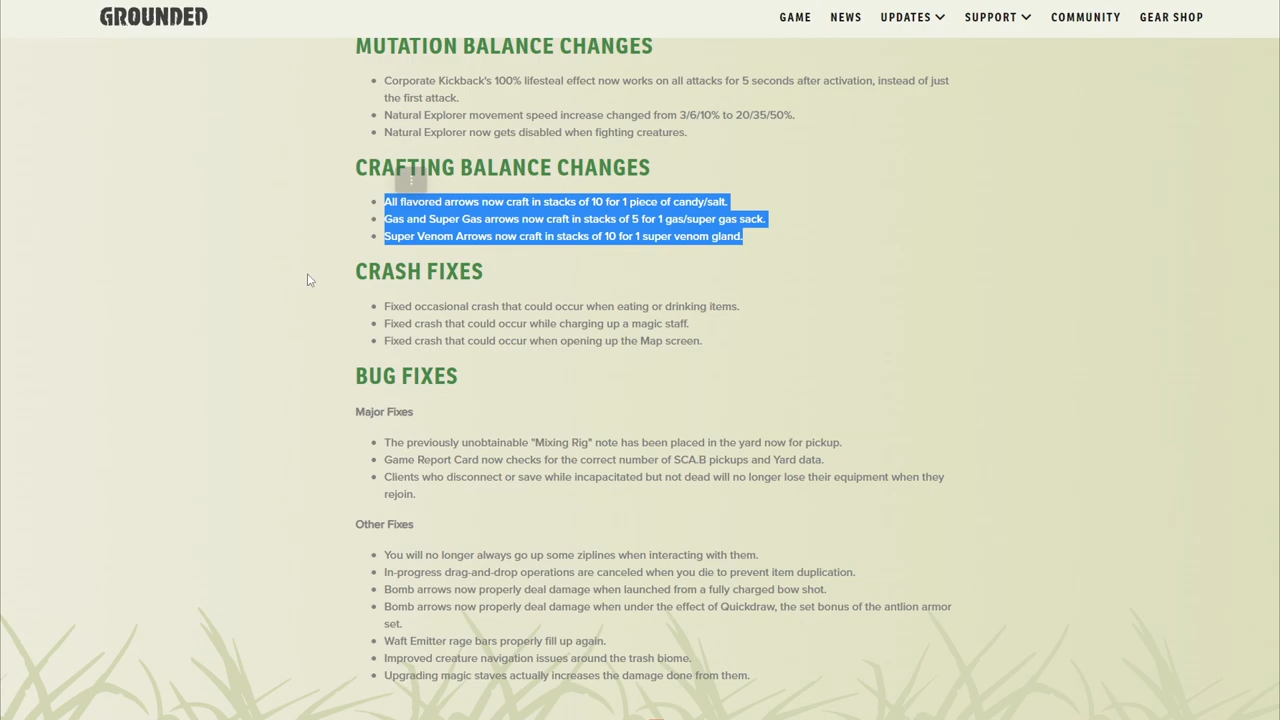 GROUNDED
GAME NEWS UPDATES SUPPORT COMMUNITY GEAR SHOP
MUTATION BALANCE CHANGES
Corporate Kickback's 100% lifesteal effect now works on all attacks for 5 seconds after activation, instead of just
the first attack.
Natural Explorer movement speed increase changed from 3/6/10% to 20/35/50%.
Natural Explorer now gets disabled when fighting creatures.
CRAFTING BALANCE CHANGES
All flavored arrows now craft in stacks of 10 for 1 piece of candy/salt.
Gas and Super Gas arrows now craft in stacks of 5 for 1 gas/super gas sack.
Super Venom Arrows now craft in stacks of 10 for 1 super venom gland.
CRASH FIXES
Fixed occasional crash that could occur when eating or drinking items.
Fixed crash that could occur while charging up a magic staff.
Fixed crash that could occur when opening up the Map screen.
BUG FIXES
Major Fixes
The previously unobtainable "Mixing Rig" note has been placed in the yard now for pickup.
Game Report Card now checks for the correct number of SCA.B pickups and Yard data.
Clients who disconnect or save while incapacitated but not dead will no longer lose their equipment when they
rejoin.
Other Fixes
You will no longer always go up some ziplines when interacting with them.
In-progress drag-and-drop operations are canceled when you die to prevent item duplication.
Bomb arrows now properly deal damage when launched from a fully charged bow shot.
Bomb arrows now properly deal damage when under the effect of Quickdraw, the set bonus of the antlion armor
set.
Waft Emitter rage bars properly fill up again.
Improved creature navigation issues around the trash biome.
Upgrading magic staves actually increases the damage done from them.